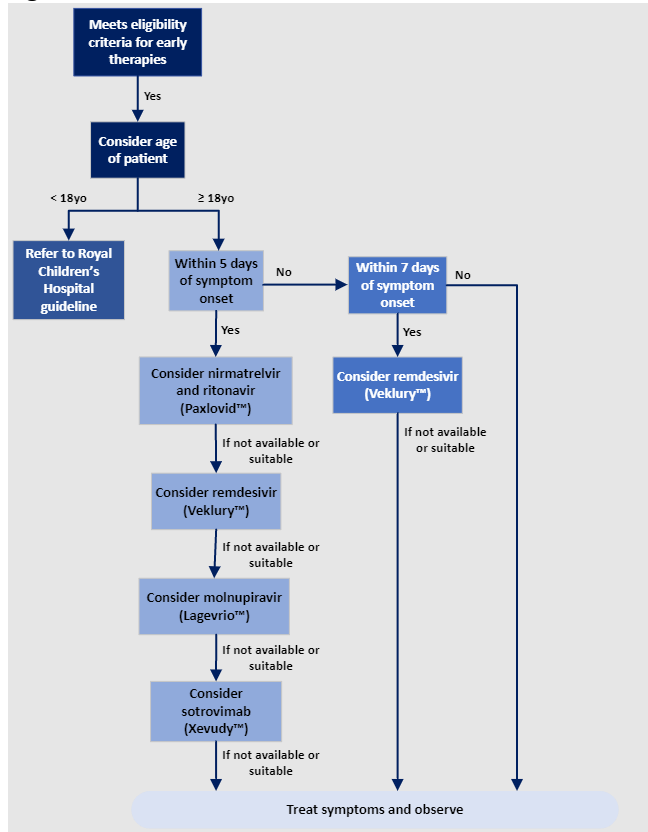 Meets eligibility
criteria for early
therapies
Yes
Consider age
of patient
< 18yo
≥ 18yo
Refer to Royal
Children's
Hospital
guideline
Within 5 days
of symptom
onset
No
Within 7 days
of symptom
onset
No
Yes
Yes
Consider nirmatrelvir
and ritonavir
(Paxlovid™)
Consider remdesivir
(Veklury™)
If not available or
suitable
If not available
or suitable
Consider remdesivir
(Veklury™)
If not available or
suitable
Consider molnupiravir
(Lagevrio™)
If not available or
suitable
Consider
sotrovimab
(Xevudy™)
If not available or
suitable
Treat symptoms and observe